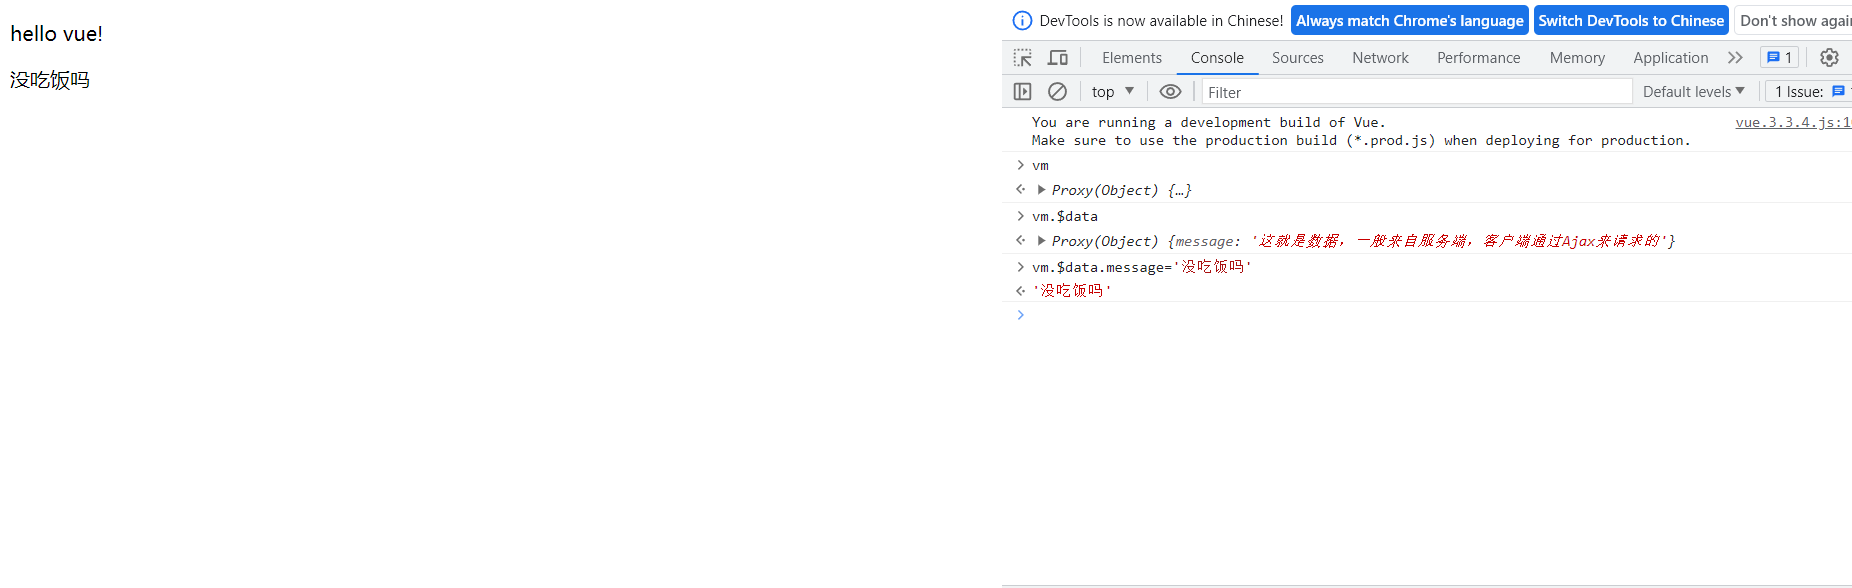 hello vue!
没吃饭吗
DevTools is now available in Chinese! Always match Chrome's language Switch DevTools to Chinese Don't show again
Elements Console Sources Network Performance Memory Application 1
top Filter Default levels 1 Issue: 1
You are running a development build of Vue. vue.3.3.4.js:1
Make sure to use the production build (*.prod.js) when deploying for production.
vm
Proxy(Object) {…}
vm.$data
Proxy(Object) {message: '这就是数据，一般来自服务端，客户端通过Ajax来请求的'}
vm.$data.message='没吃饭吗'
'没吃饭吗'